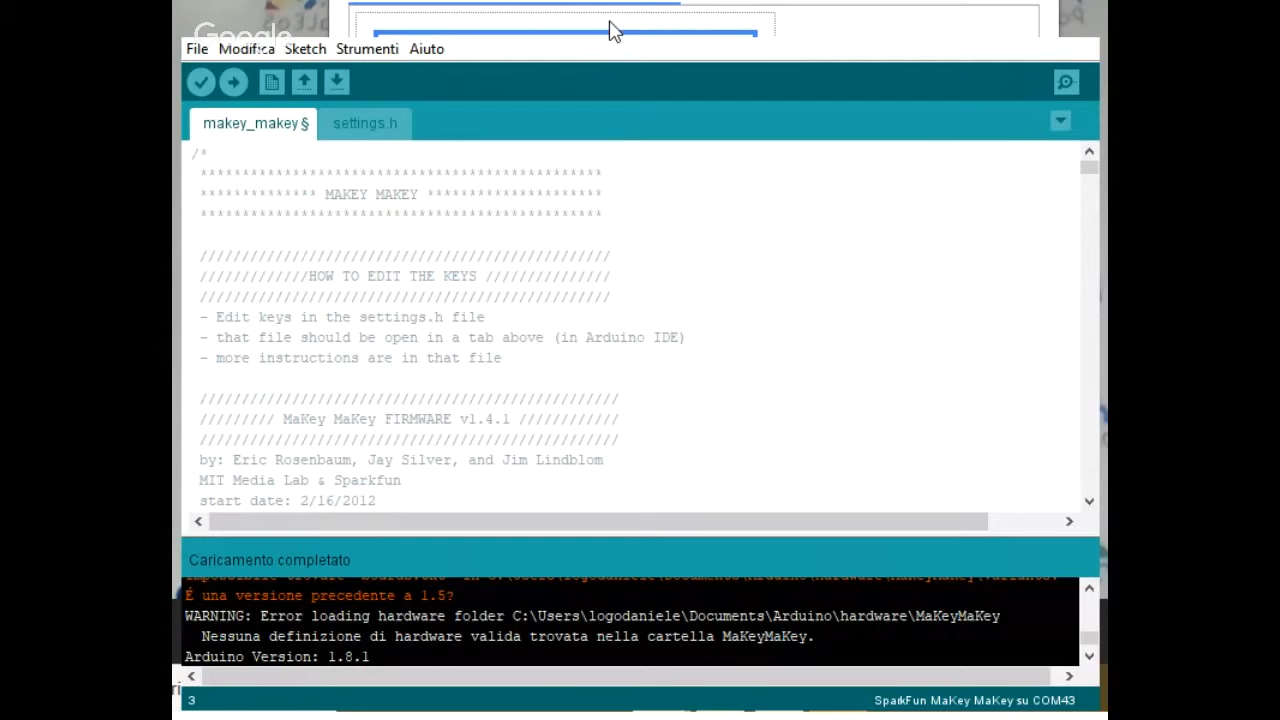 Google
File Modifica Sketch Strumenti Aiuto
makey_makey § settings.h
/*
************************************************
************** MAKEY MAKEY *********************
************************************************
/////////////////////////////////////////////////
/////////////HOW TO EDIT THE KEYS ///////////////
/////////////////////////////////////////////////
- Edit keys in the settings.h file
- that file should be open in a tab above (in Arduino IDE)
- more instructions are in that file
//////////////////////////////////////////////////
///////// MaKey MaKey FIRMWARE v1.4.1 ////////////
//////////////////////////////////////////////////
by: Eric Rosenbaum, Jay Silver, and Jim Lindblom
MIT Media Lab & Sparkfun
start date: 2/16/2012
Caricamento completato
É una versione precedente a 1.5?
WARNING: Error loading hardware folder C:\Users\logodaniele\Documents\Arduino\hardware\MaKeyMaKey
Nessuna definizione di hardware valida trovata nella cartella MaKeyMaKey.
Arduino Version: 1.8.1
3 SparkFun MaKey MaKey su COM43